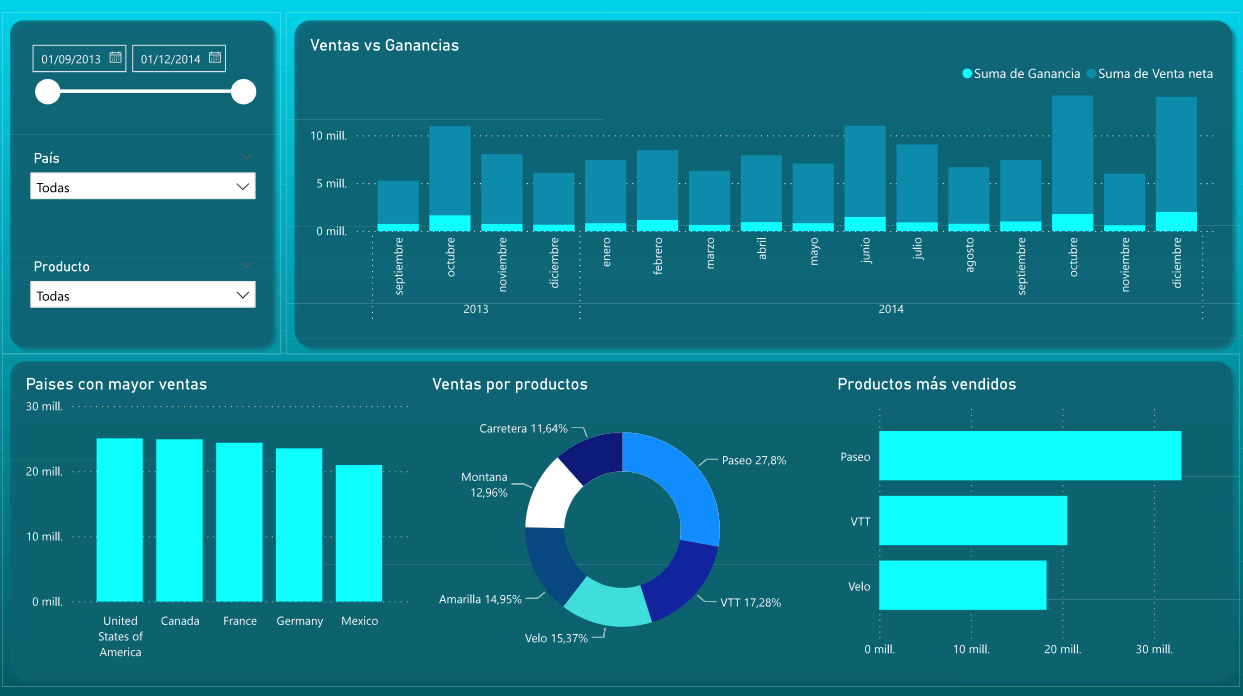 01/09/2013
01/12/2014
País
Todas
Producto
Todas
Ventas vs Ganancias
Suma de Ganancia
Suma de Venta neta
10 mill.
5 mill.
0 mill.
septiembre
octubre
noviembre
diciembre
enero
febrero
marzo
abril
mayo
junio
julio
agosto
septiembre
octubre
noviembre
diciembre
2013
2014
Paises con mayor ventas
30 mill.
20 mill.
10 mill.
0 mill.
United
States of
America
Canada
France
Germany
Mexico
Ventas por productos
Carretera 11,64%
Paseo 27,8%
Montana
12,96%
Amarilla 14,95%
VTT 17,28%
Velo 15,37%
Productos más vendidos
Paseo
VTT
Velo
0 mill.
10 mill.
20 mill.
30 mill.